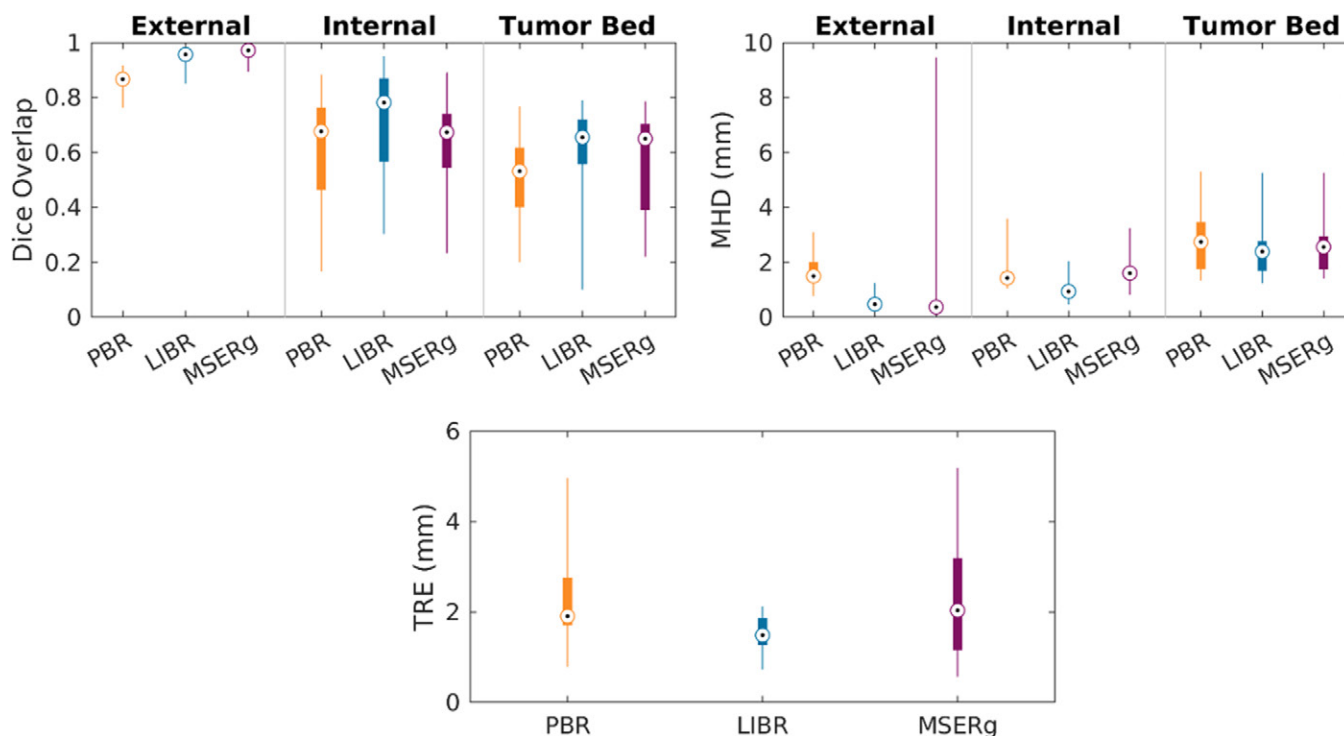 External Internal Tumor Bed
1
0.8
0.6
0.4
0.2
0
Dice Overlap
PBR LIBR MSERg PBR LIBR MSERg PBR LIBR MSERg
External Internal Tumor Bed
10
8
6
4
2
0
MHD (mm)
PBR LIBR MSERg PBR LIBR MSERg PBR LIBR MSERg
6
4
2
0
TRE (mm)
PBR LIBR MSERg